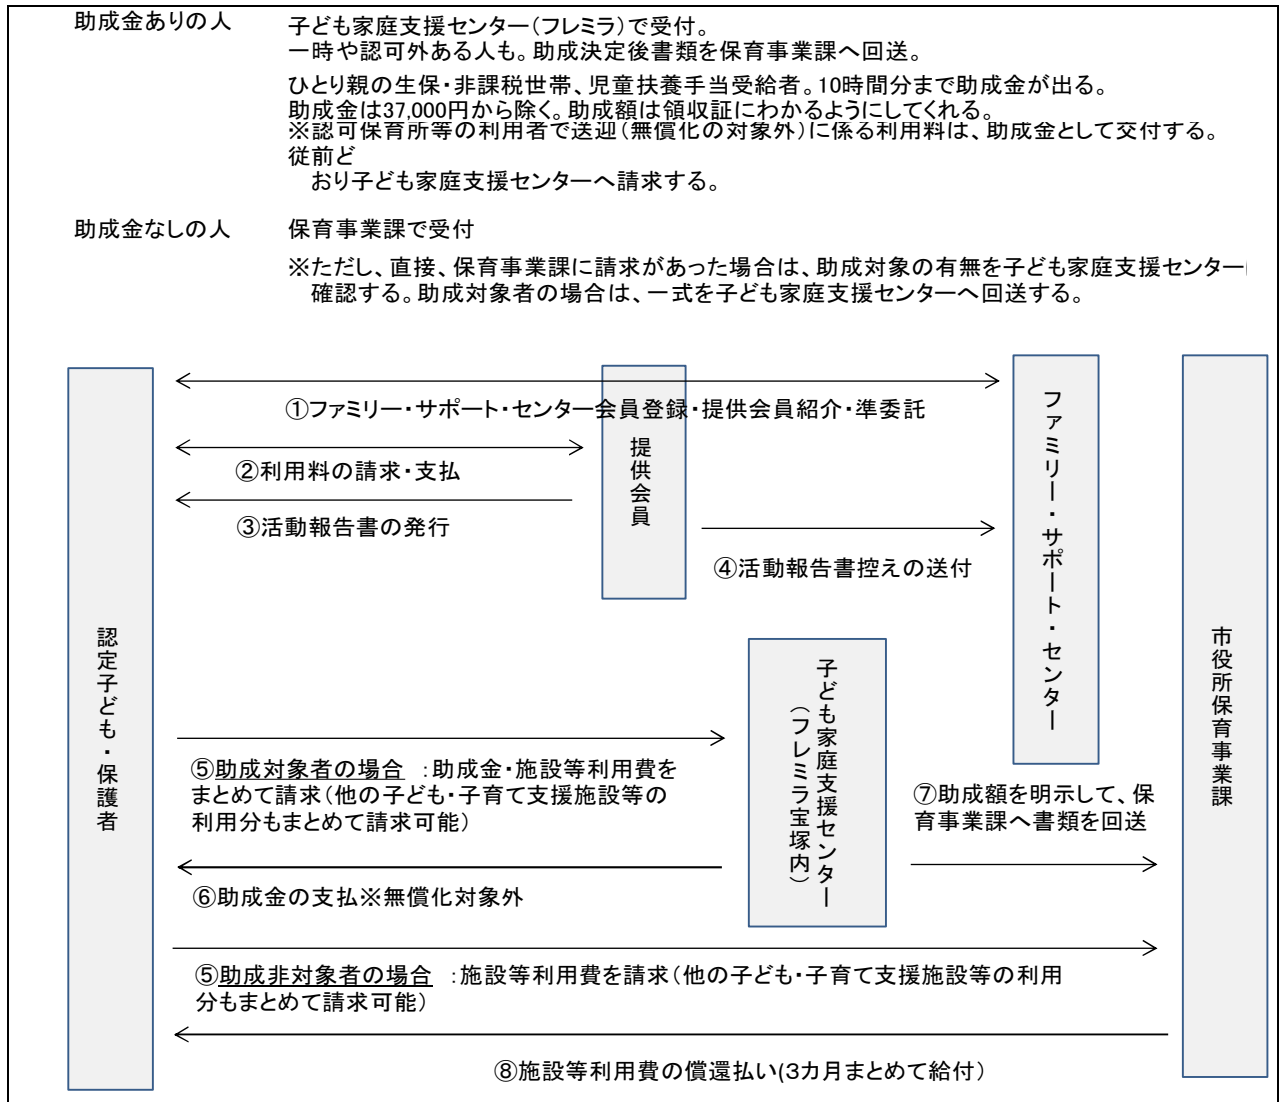 助成金ありの人　子ども家庭支援センター（フレミラ）で受付。
一時や認可外ある人も。助成決定後書類を保育事業課へ回送。
ひとり親の生保・非課税世帯、児童扶養手当受給者。10時間分まで助成金が出る。
助成金は37,000円から除く。助成額は領収証にわかるようにしてくれる。
※認可保育所等の利用者で送迎（無償化の対象外）に係る利用料は、助成金として交付する。
従前ど
おり子ども家庭支援センターへ請求する。
助成金なしの人　保育事業課で受付
※ただし、直接、保育事業課に請求があった場合は、助成対象の有無を子ども家庭支援センター
確認する。助成対象者の場合は、一式を子ども家庭支援センターへ回送する。
①ファミリー・サポート・センター会員登録・提供会員紹介・準委託
②利用料の請求・支払
③活動報告書の発行
提供会員
④活動報告書控えの送付
ファミリー・サポート・センター
認定子ども・保護者
市役所保育事業課
子ども家庭支援センター
（フレミラ宝塚内）
⑤助成対象者の場合　：助成金・施設等利用費を
まとめて請求（他の子ども・子育て支援施設等の
利用分もまとめて請求可能）
⑦助成額を明示して、保
育事業課へ書類を回送
⑥助成金の支払※無償化対象外
⑤助成非対象者の場合　：施設等利用費を請求（他の子ども・子育て支援施設等の利用
分もまとめて請求可能）
⑧施設等利用費の償還払い(3カ月まとめて給付）